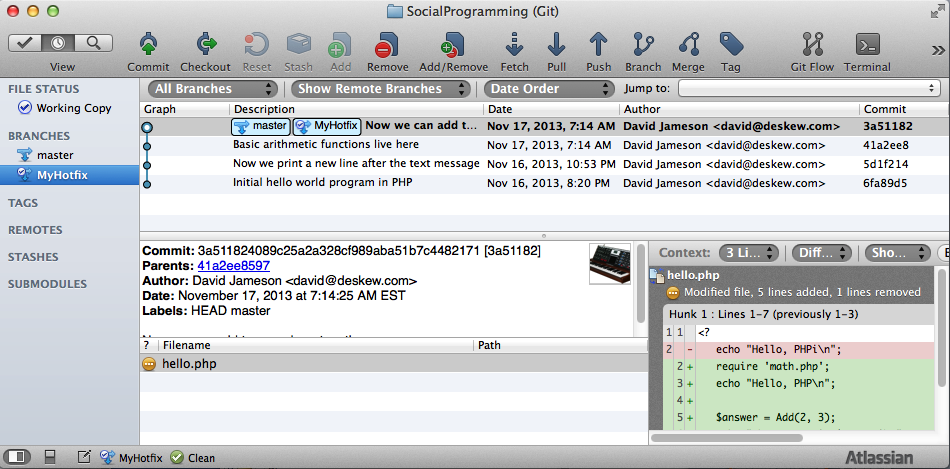 SocialProgramming (Git)
View Commit Checkout Reset Stash Add Remove Add/Remove Fetch Pull Push Branch Merge Tag Git Flow Terminal
FILE STATUS
Working Copy
BRANCHES
master
MyHotfix
TAGS
REMOTES
STASHES
SUBMODULES
All Branches Show Remote Branches Date Order Jump to:
Graph Description Date Author Commit
master MyHotfix Now we can add t... Nov 17, 2013, 7:14 AM David Jameson <david@deskew.com> 3a51182
Basic arithmetic functions live here Nov 17, 2013, 7:14 AM David Jameson <david@deskew.com> 41a2ee8
Now we print a new line after the text message Nov 16, 2013, 10:53 PM David Jameson <david@deskew.com> 5d1f214
Initial hello world program in PHP Nov 16, 2013, 8:20 PM David Jameson <david@deskew.com> 6fa89d5
Commit: 3a511824089c25a2a328cf989aba51b7c4482171 [3a51182]
Parents: 41a2ee8597
Author: David Jameson <david@deskew.com>
Date: November 17, 2013 at 7:14:25 AM EST
Labels: HEAD master
? Filename Path
hello.php
Context: 3 Li... Diff... Sho...
hello.php
Modified file, 5 lines added, 1 lines removed
Hunk 1 : Lines 1-7 (previously 1-3)
1 1 <?
2 - echo "Hello, PHPi\n";
2 + require 'math.php';
3 + echo "Hello, PHP\n";
4 +
5 + $answer = Add(2, 3);
MyHotfix Clean Atlassian